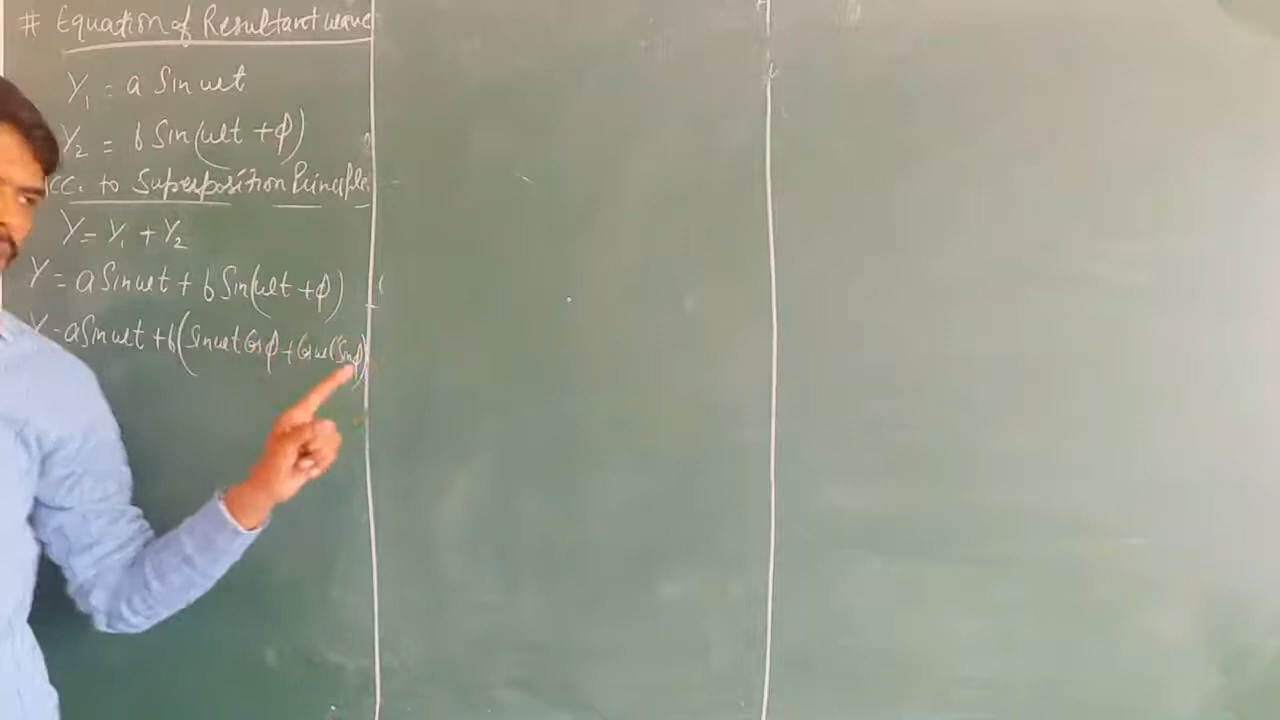 # Equation of Resultant wave
Y₁ = a Sin ωt
Y₂ = b Sin(ωt + φ)
Acc. to Superposition Principle
Y = Y₁ + Y₂
Y = a Sin ωt + b Sin(ωt + φ)
Y = a Sin ωt + b(Sin ωt Cos φ + Cos ωt Sin φ)